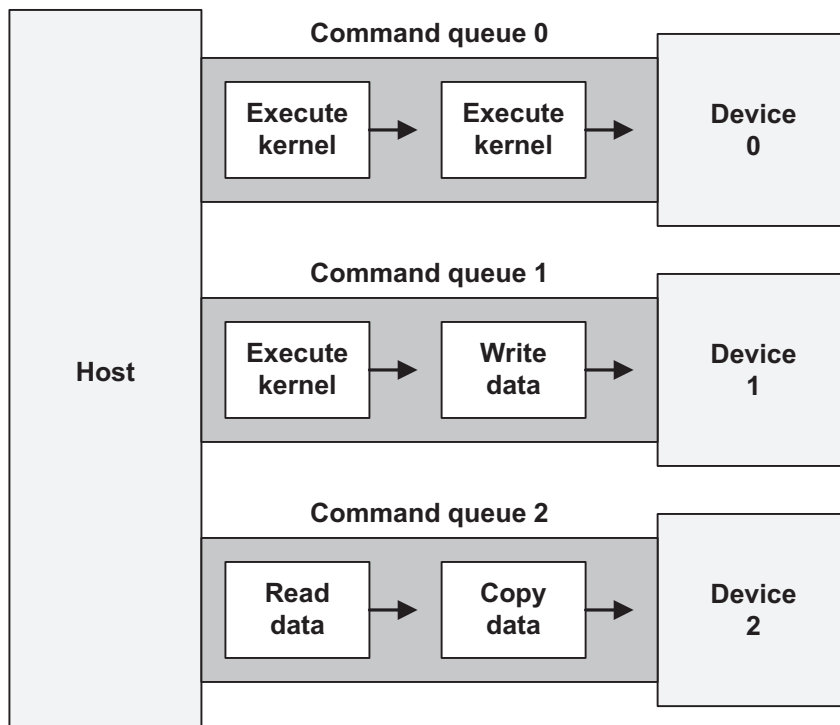 Command queue 0
Execute
kernel
Execute
kernel
Device
0
Command queue 1
Host
Execute
kernel
Write
data
Device
1
Command queue 2
Read
data
Copy
data
Device
2